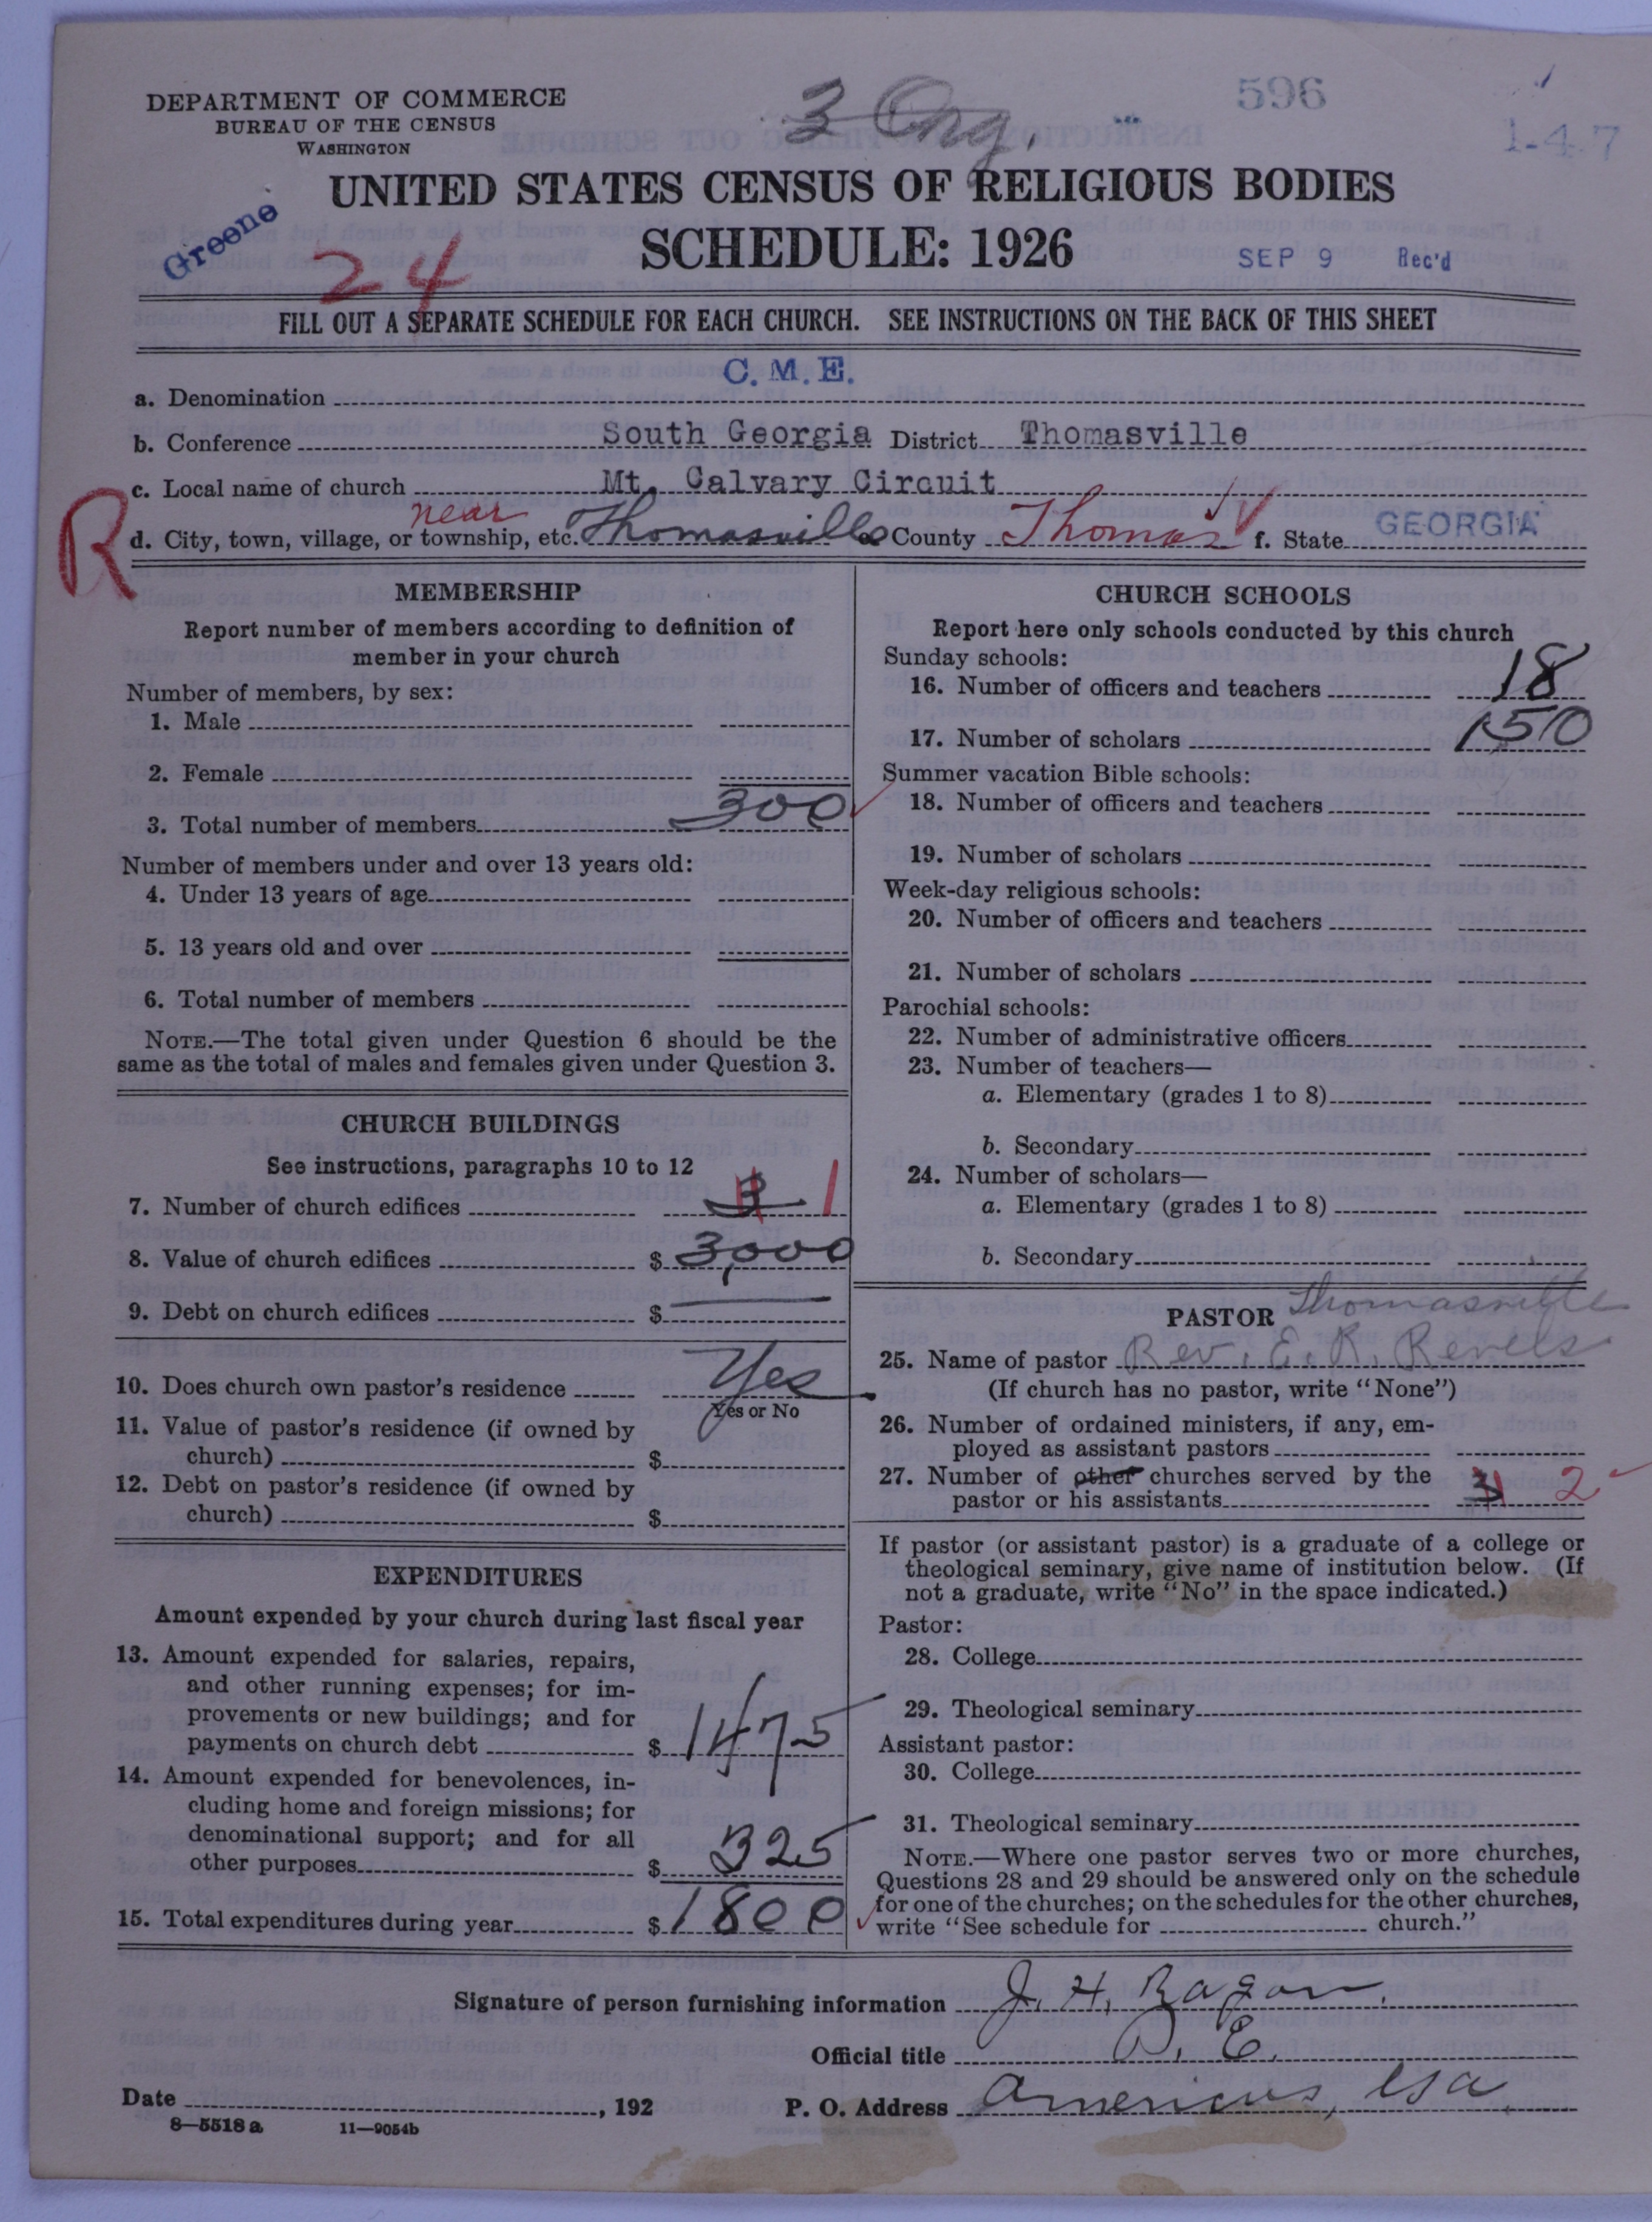 DEPARTMENT OF COMMERCE
BUREAU OF THE CENSUS
WASHINGTON
3 Org.
596
1-47
UNITED STATES CENSUS OF RELIGIOUS BODIES
Greene
24
SCHEDULE: 1926
SEP 9 Rec'd
FILL OUT A SEPARATE SCHEDULE FOR EACH CHURCH. SEE INSTRUCTIONS ON THE BACK OF THIS SHEET
a. Denomination C.M.E.
b. Conference South Georgia District Thomasville
c. Local name of church Mt. Calvary Circuit
R
near
d. City, town, village, or township, etc. Thomasville County Thomas f. State GEORGIA
MEMBERSHIP
Report number of members according to definition of
member in your church
Number of members, by sex:
1. Male
2. Female
3. Total number of members 300
Number of members under and over 13 years old:
4. Under 13 years of age
5. 13 years old and over
6. Total number of members
NOTE.—The total given under Question 6 should be the
same as the total of males and females given under Question 3.
CHURCH BUILDINGS
See instructions, paragraphs 10 to 12
7. Number of church edifices 3 1
8. Value of church edifices $ 3,000
9. Debt on church edifices $
10. Does church own pastor's residence Yes
Yes or No
11. Value of pastor's residence (if owned by
church) $
12. Debt on pastor's residence (if owned by
church) $
EXPENDITURES
Amount expended by your church during last fiscal year
13. Amount expended for salaries, repairs,
and other running expenses; for im-
provements or new buildings; and for
payments on church debt $ 1475
14. Amount expended for benevolences, in-
cluding home and foreign missions; for
denominational support; and for all
other purposes $ 325
15. Total expenditures during year $ 1800
CHURCH SCHOOLS
Report here only schools conducted by this church
Sunday schools:
16. Number of officers and teachers 18
17. Number of scholars 150
Summer vacation Bible schools:
18. Number of officers and teachers
19. Number of scholars
Week-day religious schools:
20. Number of officers and teachers
21. Number of scholars
Parochial schools:
22. Number of administrative officers
23. Number of teachers—
a. Elementary (grades 1 to 8)
b. Secondary
24. Number of scholars—
a. Elementary (grades 1 to 8)
b. Secondary
PASTOR Thomasville
25. Name of pastor Rev. E. R. Revels
(If church has no pastor, write "None")
26. Number of ordained ministers, if any, em-
ployed as assistant pastors
27. Number of other churches served by the
pastor or his assistants 3 2
If pastor (or assistant pastor) is a graduate of a college or
theological seminary, give name of institution below. (If
not a graduate, write "No" in the space indicated.)
Pastor:
28. College
29. Theological seminary
Assistant pastor:
30. College
31. Theological seminary
NOTE.—Where one pastor serves two or more churches,
Questions 28 and 29 should be answered only on the schedule
for one of the churches; on the schedules for the other churches,
write "See schedule for church."
Signature of person furnishing information J. H. Ragan
Official title P. E.
Date , 192 P. O. Address Americus, Ga
8—5518 a 11—9054b